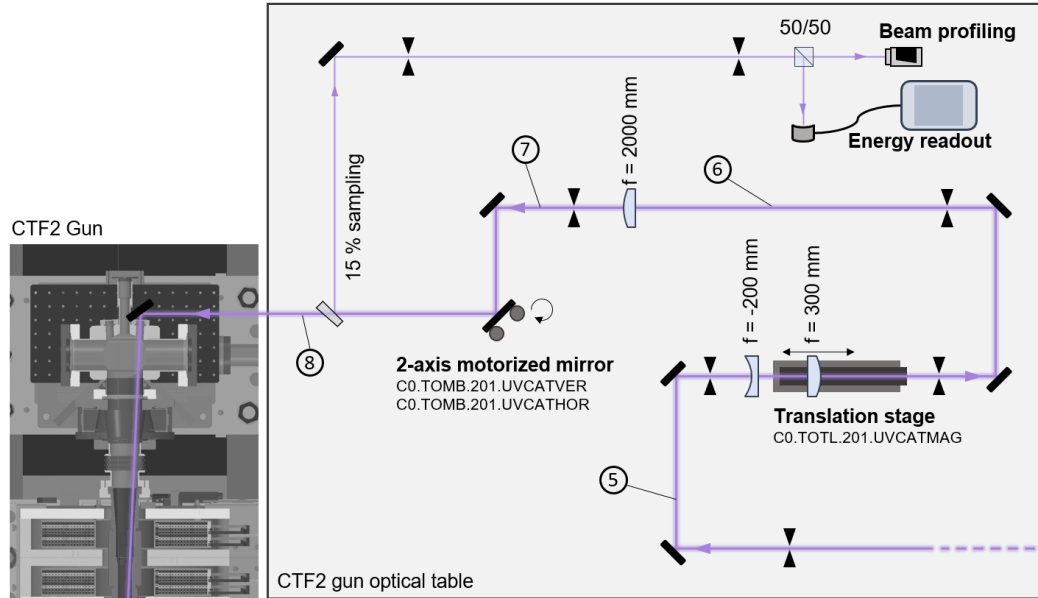 50/50
Beam profiling
Energy readout
15 % sampling
7
f = 2000 mm
6
CTF2 Gun
f = -200 mm
f = 300 mm
8
2-axis motorized mirror
C0.TOMB.201.UVCATVER
C0.TOMB.201.UVCATHOR
Translation stage
C0.TOTL.201.UVCATMAG
5
CTF2 gun optical table